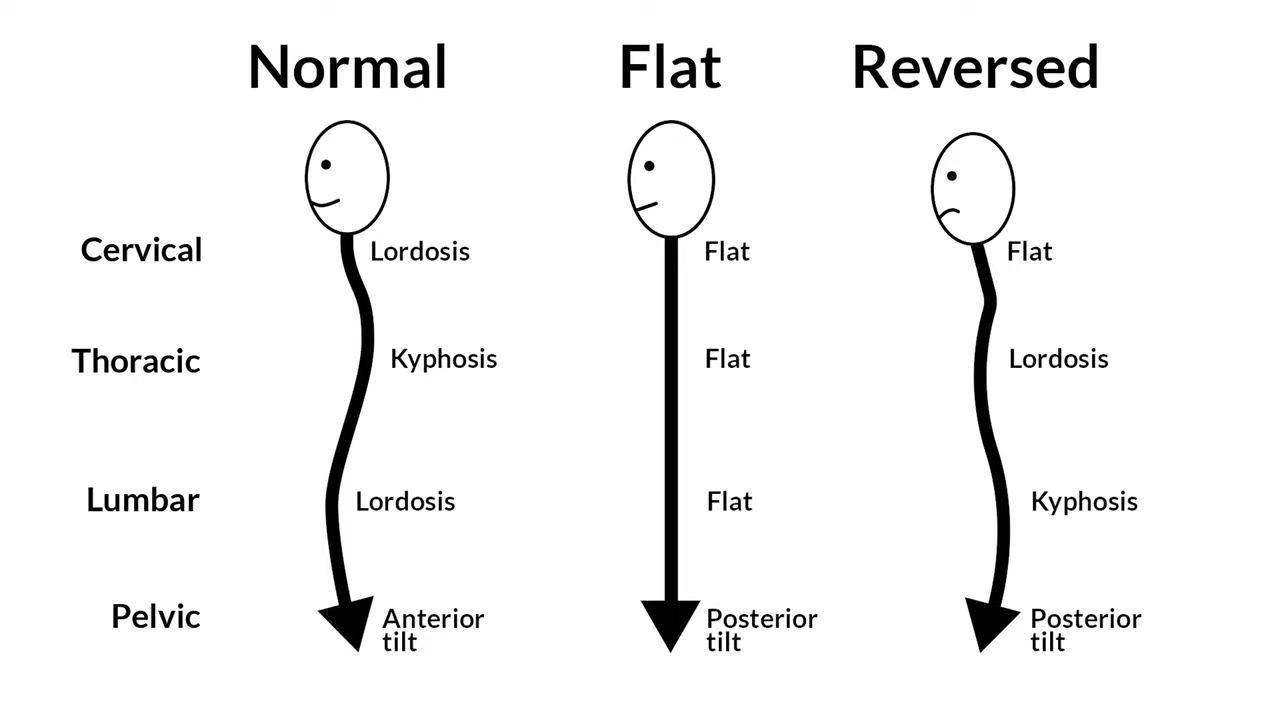 Normal Flat Reversed
Cervical Lordosis Flat Flat
Thoracic Kyphosis Flat Lordosis
Lumbar Lordosis Flat Kyphosis
Pelvic Anterior Posterior Posterior
tilt tilt tilt